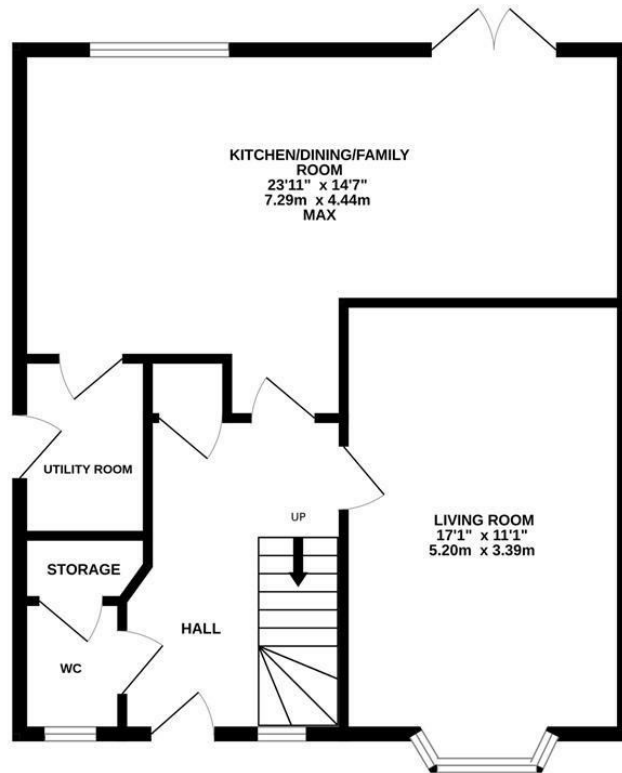 KITCHEN/DINING/FAMILY
ROOM
23'11" x 14'7"
7.29m x 4.44m
MAX
UTILITY ROOM
UP
LIVING ROOM
17'1" x 11'1"
5.20m x 3.39m
STORAGE
HALL
WC